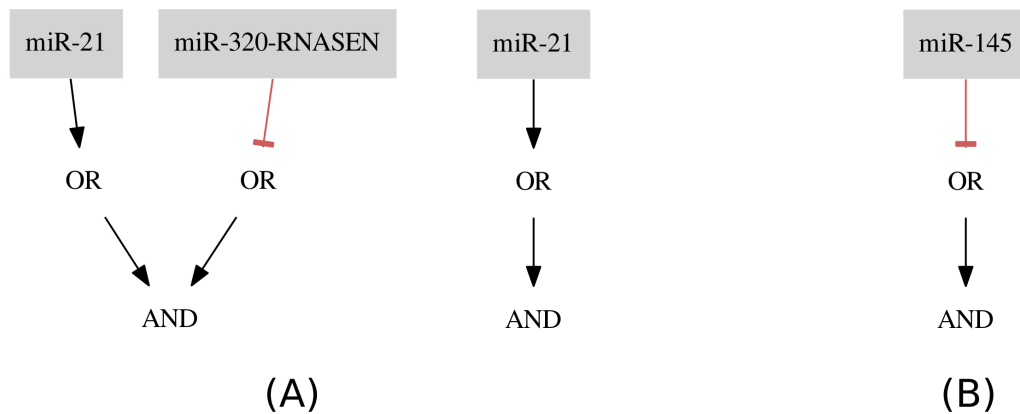 miR-21 miR-320-RNASEN miR-21 miR-145
OR OR OR OR
AND AND AND
(A) (B)